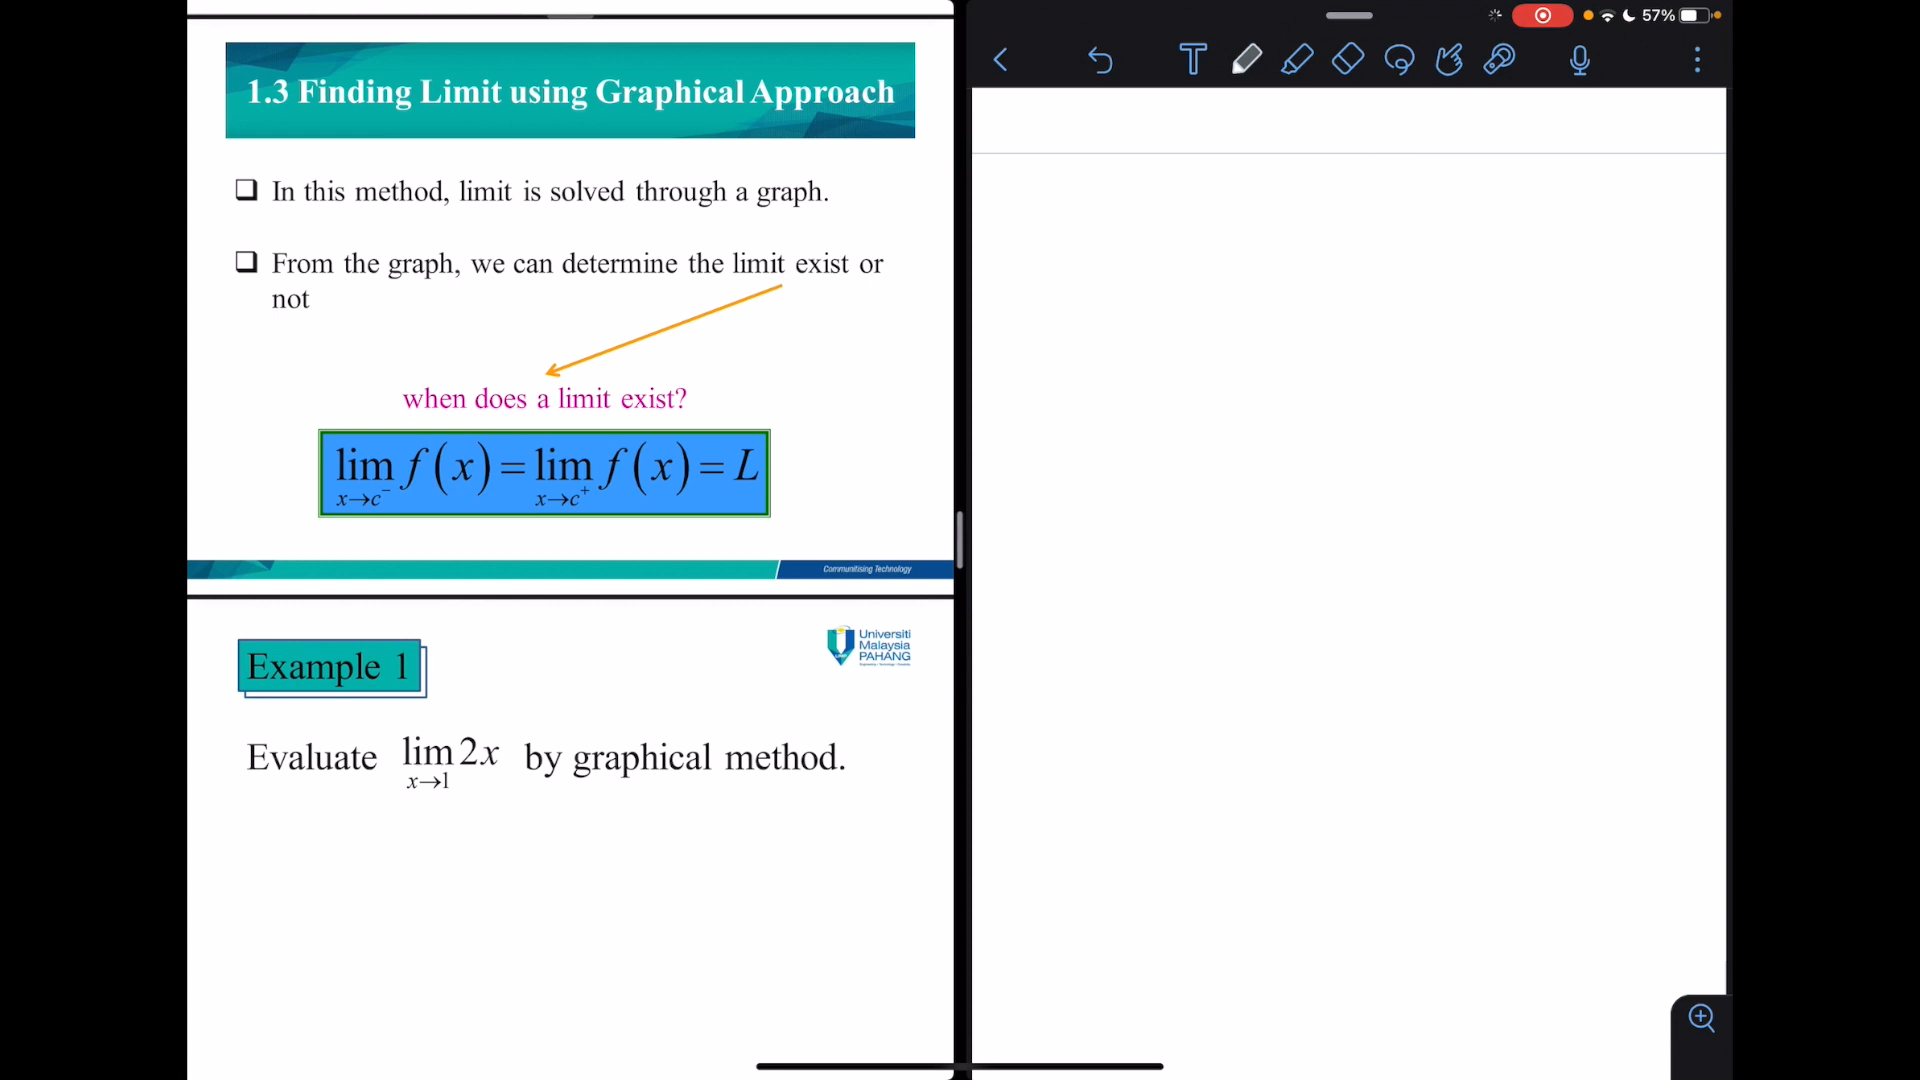 57%
1.3 Finding Limit using Graphical Approach
❑ In this method, limit is solved through a graph.
❑ From the graph, we can determine the limit exist or
not
when does a limit exist?
lim f(x) = lim f(x) = L
x→c⁻ x→c⁺
Communitising Technology
Example 1
Universiti
Malaysia
PAHANG
Evaluate lim 2x by graphical method.
x→1